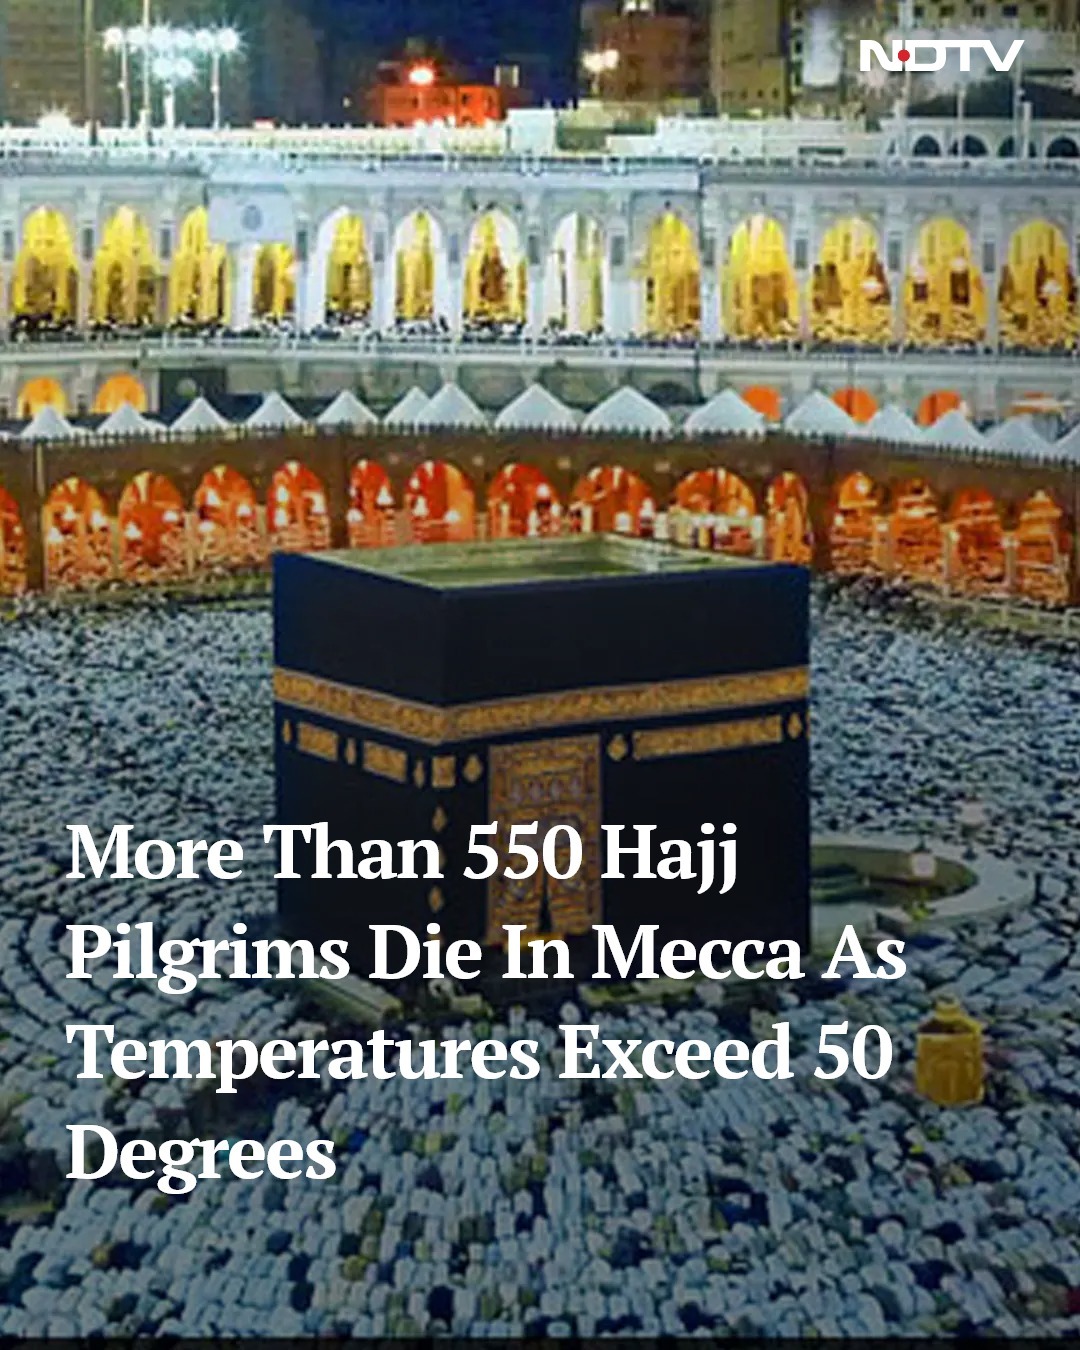 NDTV
More Than 550 Hajj
Pilgrims Die In Mecca As
Temperatures Exceed 50
Degrees